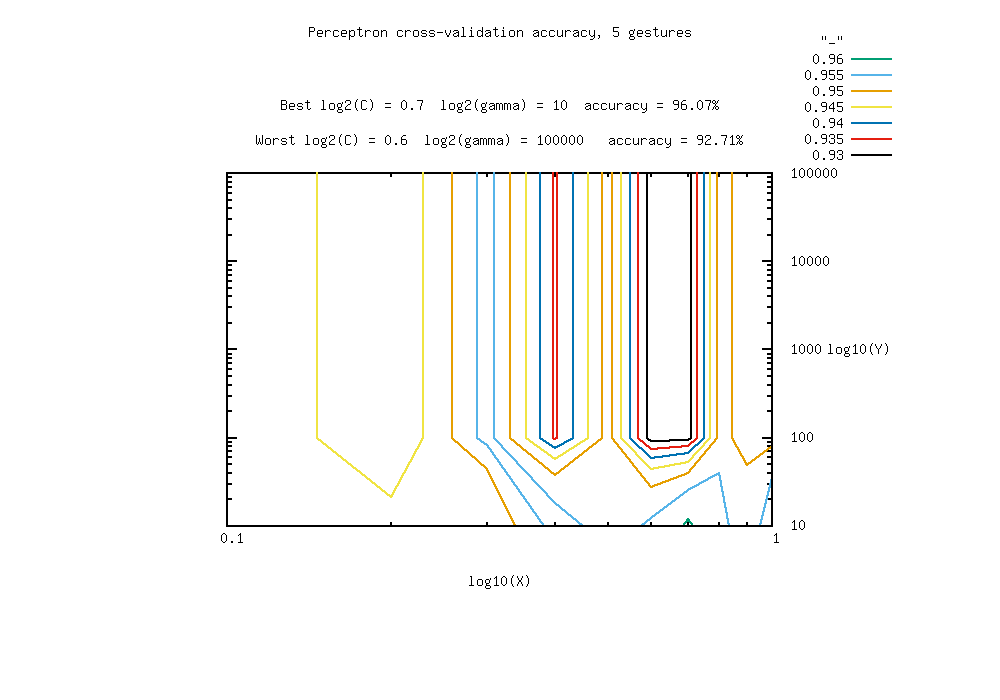 Perceptron cross-validation accuracy, 5 gestures
"_"
0.96
0.955
0.95
0.945
0.94
0.935
0.93
Best log2(C) = 0.7 log2(gamma) = 10 accuracy = 96.07%
Worst log2(C) = 0.6 log2(gamma) = 100000 accuracy = 92.71%
100000
10000
1000 log10(Y)
100
10
0.1 1
log10(X)